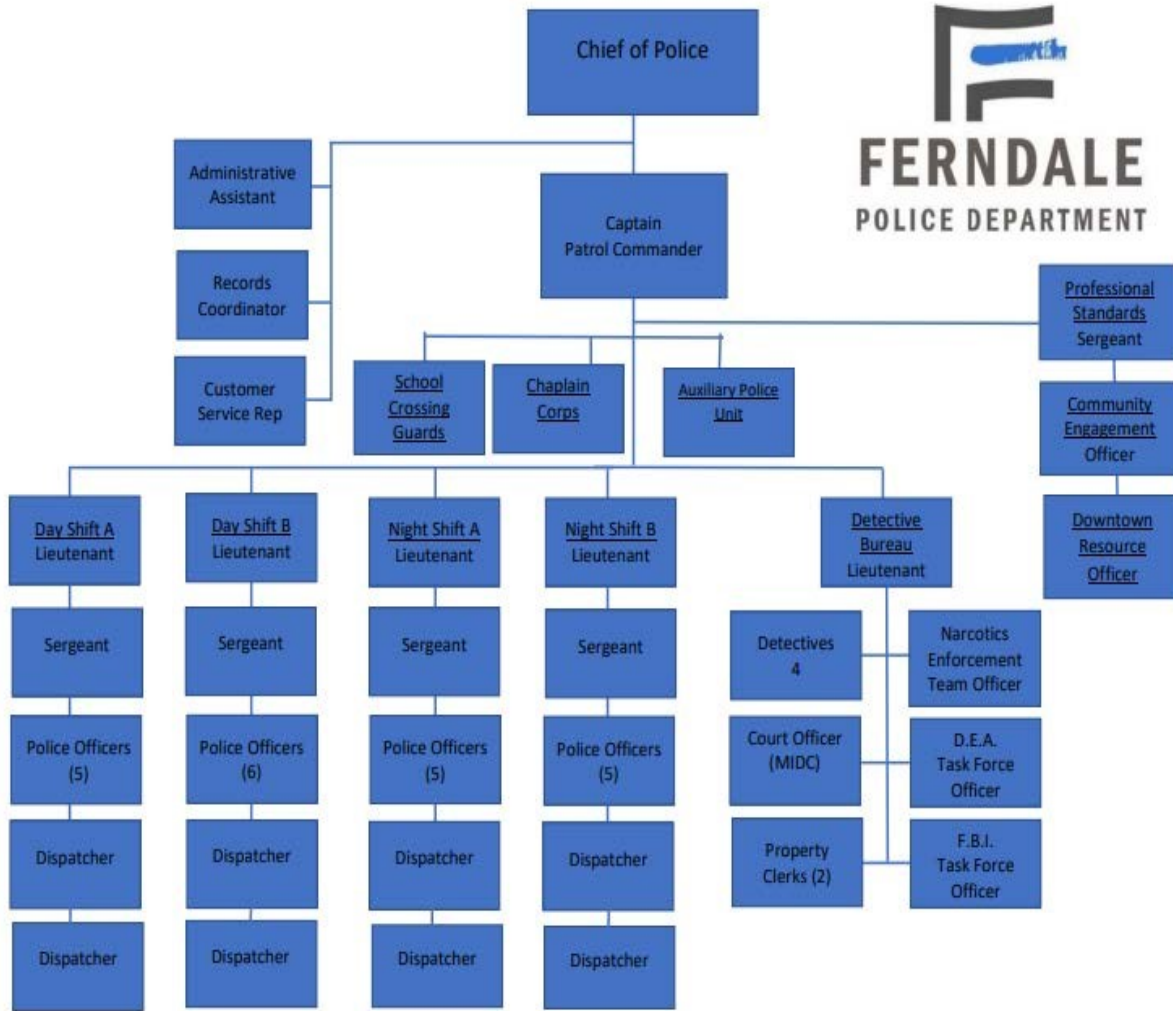 Chief of Police
FERNDALE
POLICE DEPARTMENT
Administrative
Assistant
Captain
Patrol Commander
Records
Coordinator
Customer
Service Rep
Professional
Standards
Sergeant
School
Crossing
Guards
Chaplain
Corps
Auxiliary Police
Unit
Community
Engagement
Officer
Downtown
Resource
Officer
Day Shift A
Lieutenant
Sergeant
Police Officers
(5)
Dispatcher
Dispatcher
Day Shift B
Lieutenant
Sergeant
Police Officers
(6)
Dispatcher
Dispatcher
Night Shift A
Lieutenant
Sergeant
Police Officers
(5)
Dispatcher
Dispatcher
Night Shift B
Lieutenant
Sergeant
Police Officers
(5)
Dispatcher
Dispatcher
Detective
Bureau
Lieutenant
Detectives
4
Narcotics
Enforcement
Team Officer
Court Officer
(MIDC)
D.E.A.
Task Force
Officer
Property
Clerks (2)
F.B.I.
Task Force
Officer